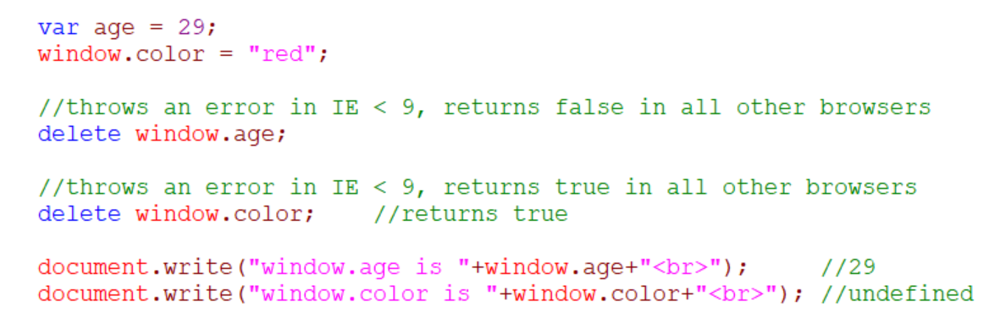 var age = 29;
window.color = "red";
//throws an error in IE < 9, returns false in all other browsers
delete window.age;
//throws an error in IE < 9, returns true in all other browsers
delete window.color;    //returns true
document.write("window.age is "+window.age+"<br>");     //29
document.write("window.color is "+window.color+"<br>"); //undefined